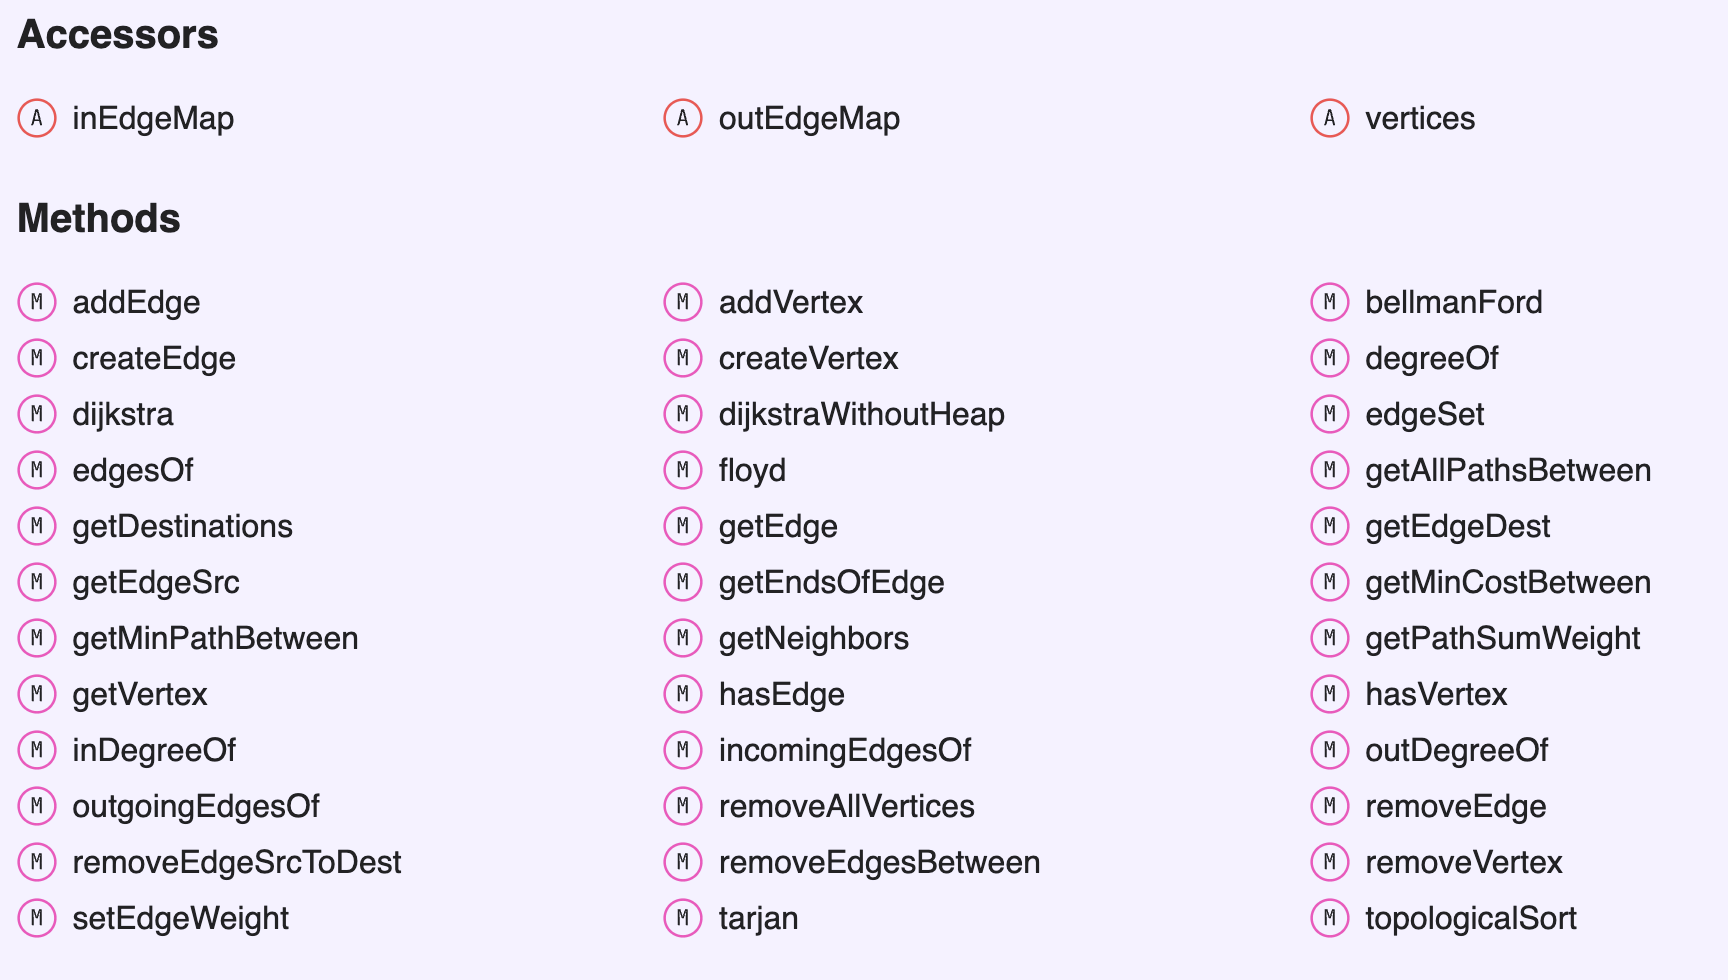 Accessors
A inEdgeMap A outEdgeMap A vertices
Methods
M addEdge M addVertex M bellmanFord
M createEdge M createVertex M degreeOf
M dijkstra M dijkstraWithoutHeap M edgeSet
M edgesOf M floyd M getAllPathsBetween
M getDestinations M getEdge M getEdgeDest
M getEdgeSrc M getEndsOfEdge M getMinCostBetween
M getMinPathBetween M getNeighbors M getPathSumWeight
M getVertex M hasEdge M hasVertex
M inDegreeOf M incomingEdgesOf M outDegreeOf
M outgoingEdgesOf M removeAllVertices M removeEdge
M removeEdgeSrcToDest M removeEdgesBetween M removeVertex
M setEdgeWeight M tarjan M topologicalSort